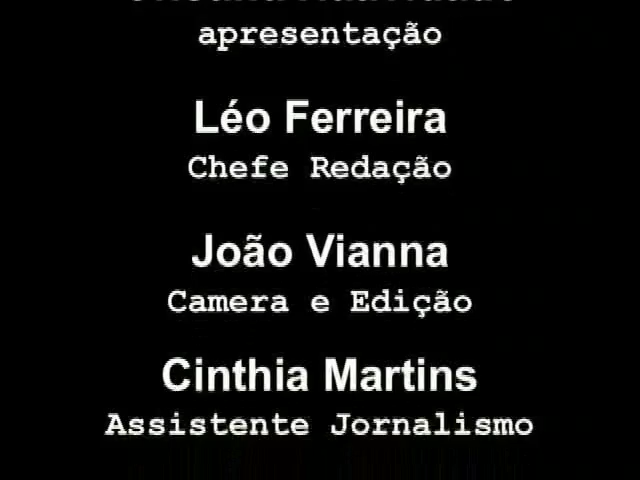 apresentação
Léo Ferreira
Chefe Redação
João Vianna
Camera e Edição
Cinthia Martins
Assistente Jornalismo